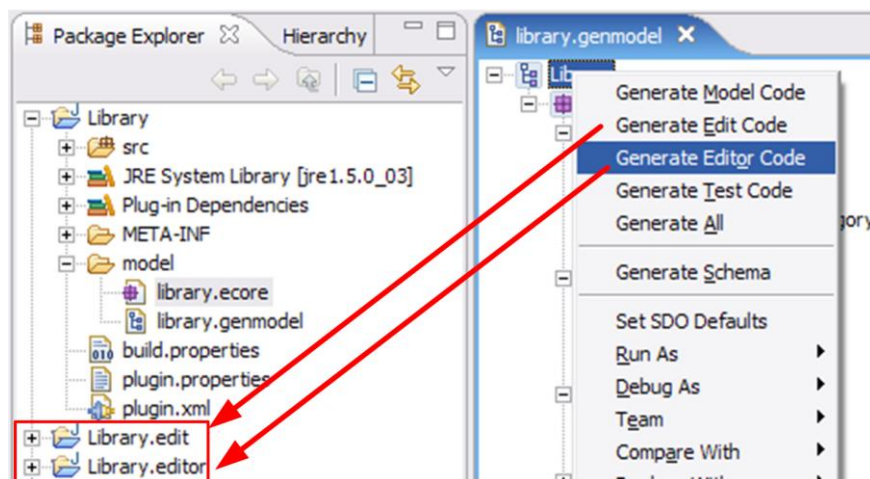 Package Explorer
Hierarchy
Library
src
JRE System Library [jre1.5.0_03]
Plug-in Dependencies
META-INF
model
library.ecore
library.genmodel
build.properties
plugin.properties
plugin.xml
Library.edit
Library.editor
library.genmodel
Generate Model Code
Generate Edit Code
Generate Editor Code
Generate Test Code
Generate All
Generate Schema
Set SDO Defaults
Run As
Debug As
Team
Compare With